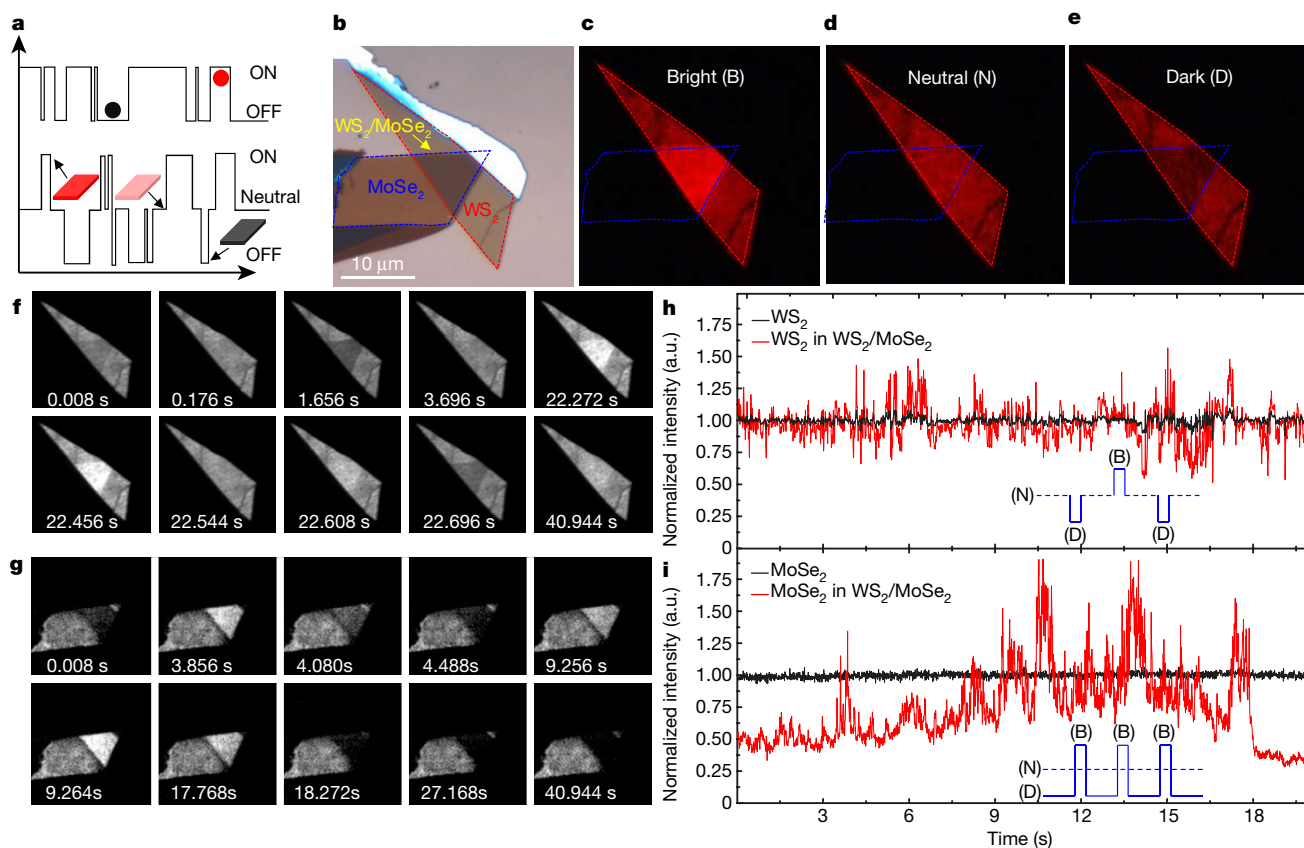 a
ON
OFF
ON
Neutral
OFF
b
WS2/MoSe2
MoSe2
WS2
10 μm
c
Bright (B)
d
Neutral (N)
e
Dark (D)
f
0.008 s
0.176 s
1.656 s
3.696 s
22.272 s
22.456 s
22.544 s
22.608 s
22.696 s
40.944 s
g
0.008 s
3.856 s
4.080s
4.488s
9.256 s
9.264s
17.768s
18.272s
27.168s
40.944 s
h
Normalized intensity (a.u.)
1.75
1.25
1.00
0.75
0.50
0.25
0
WS2
WS2 in WS2/MoSe2
(B)
(N)
(D)
(D)
i
Normalized intensity (a.u.)
1.75
1.25
1.00
0.75
0.50
0.25
0
MoSe2
MoSe2 in WS2/MoSe2
(B)
(B)
(B)
(N)
(D)
3
6
9
12
15
18
Time (s)